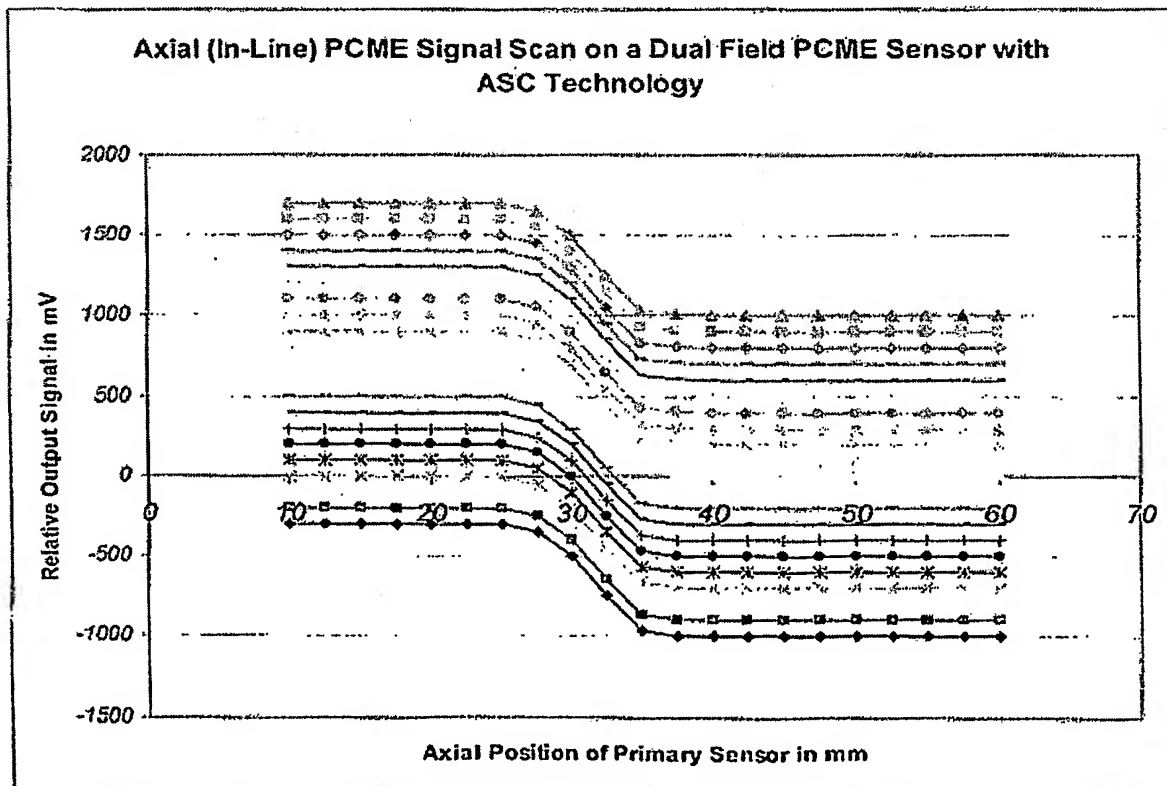 Axial (In-Line) PCME Signal Scan on a Dual Field PCME Sensor with
ASC Technology
Relative Output Signal in mV
2000
1500
1000
500
0
-500
-1000
-1500
0 10 20 30 40 50 60 70
Axial Position of Primary Sensor in mm